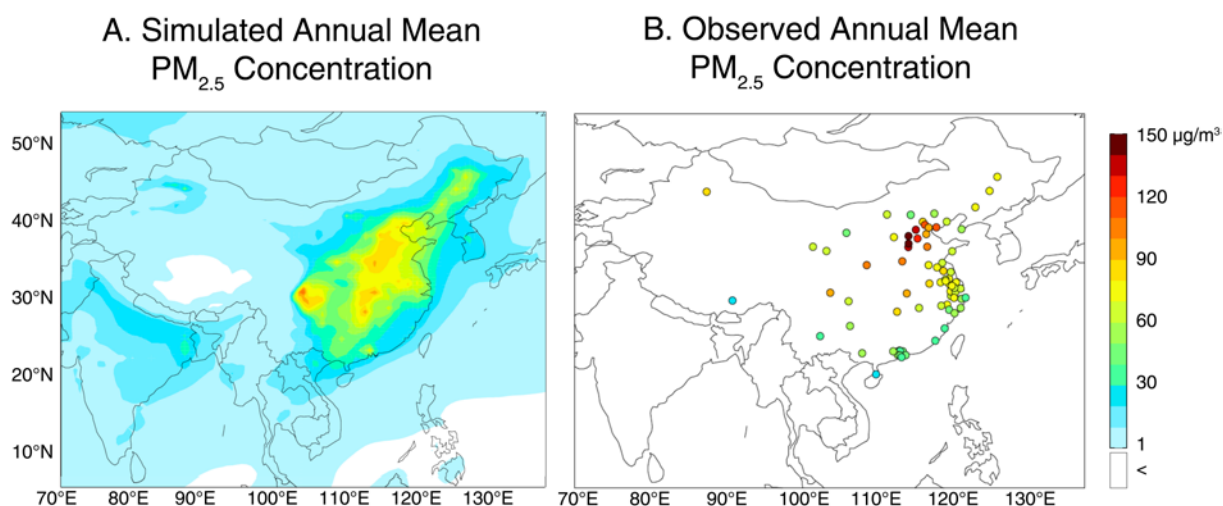 A. Simulated Annual Mean
PM2.5 Concentration
B. Observed Annual Mean
PM2.5 Concentration
50°N
40°N
30°N
20°N
10°N
70°E 80°E 90°E 100°E 110°E 120°E 130°E
70°E 80°E 90°E 100°E 110°E 120°E 130°E
150 µg/m3
120
90
60
30
1
<